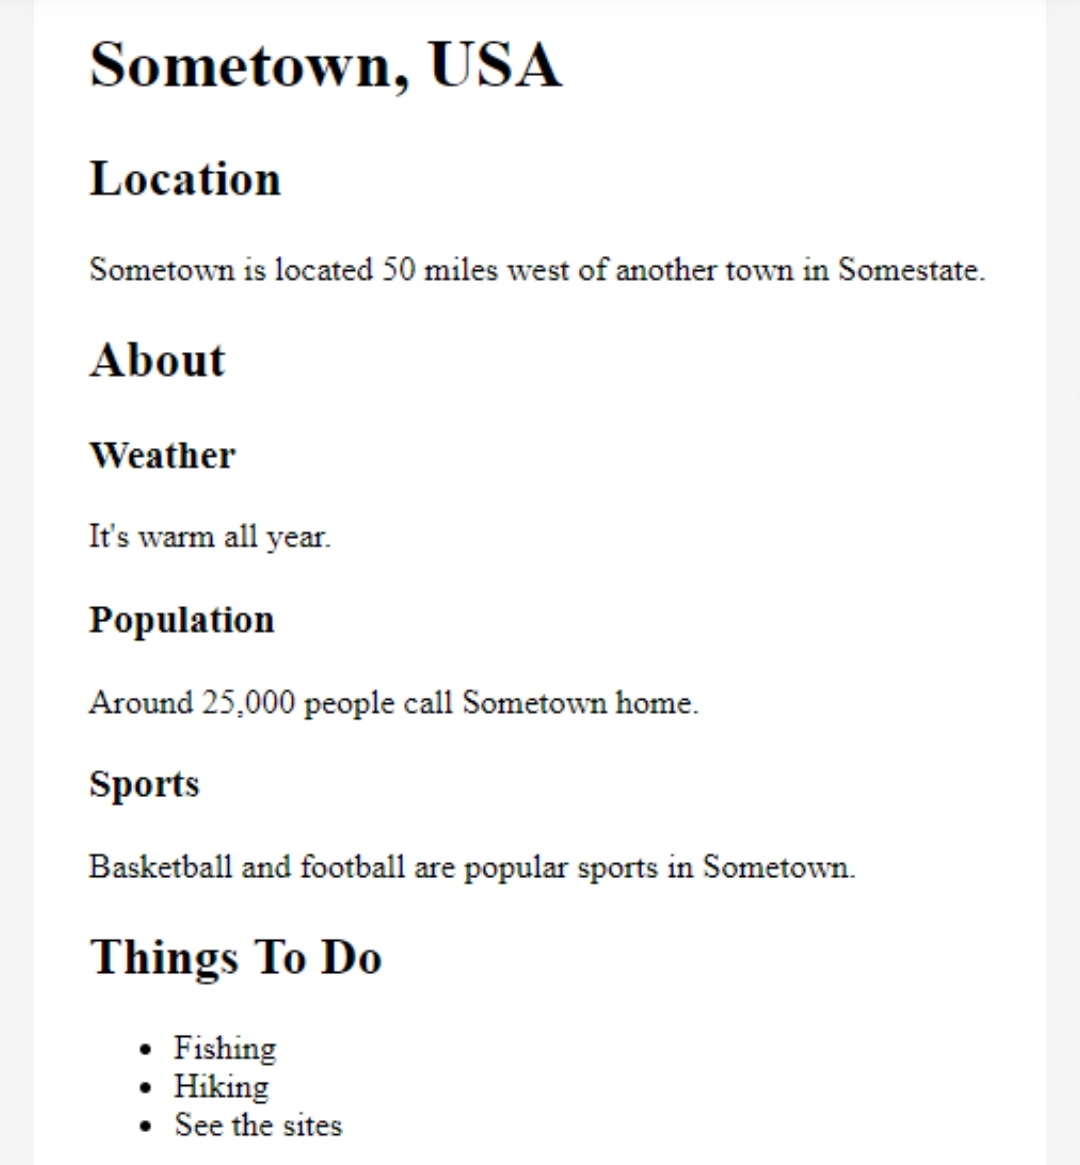 Sometown, USA
Location
Sometown is located 50 miles west of another town in Somestate.
About
Weather
It's warm all year.
Population
Around 25,000 people call Sometown home.
Sports
Basketball and football are popular sports in Sometown.
Things To Do
• Fishing
• Hiking
• See the sites